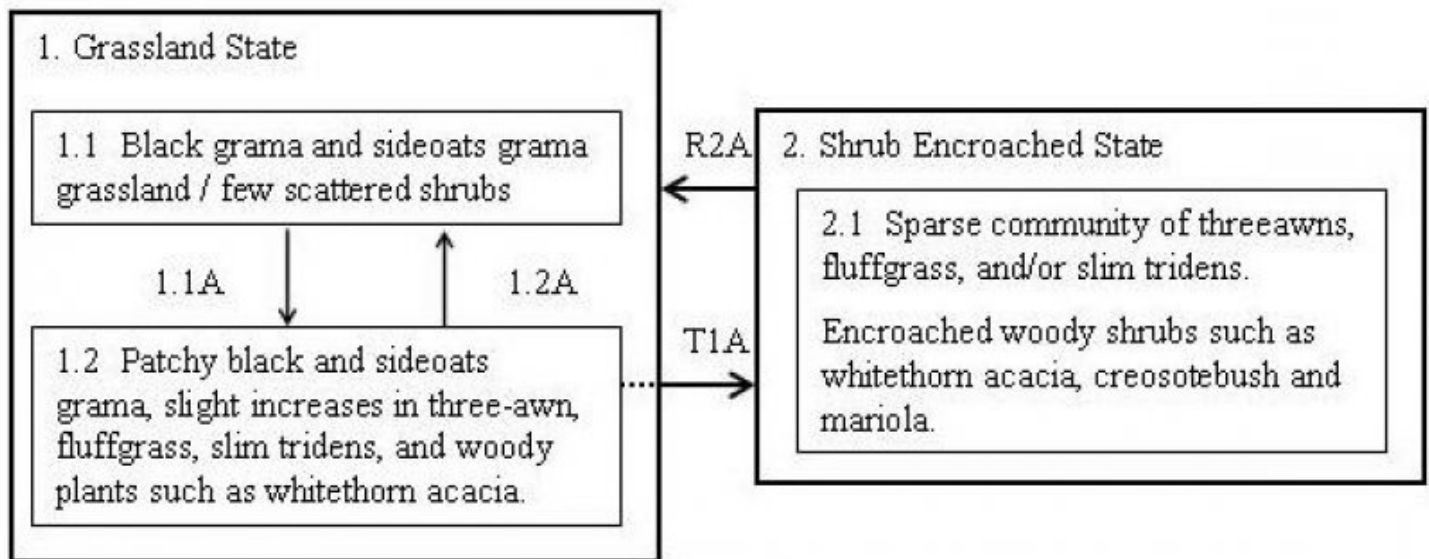 1. Grassland State
1.1 Black grama and sideoats grama
grassland / few scattered shrubs
1.1A
1.2A
1.2 Patchy black and sideoats
grama, slight increases in three-awn,
fluffgrass, slim tridens, and woody
plants such as whitethorn acacia.
R2A
T1A
2. Shrub Encroached State
2.1 Sparse community of threeawns,
fluffgrass, and/or slim tridens.
Encroached woody shrubs such as
whitethorn acacia, creosotebush and
mariola.